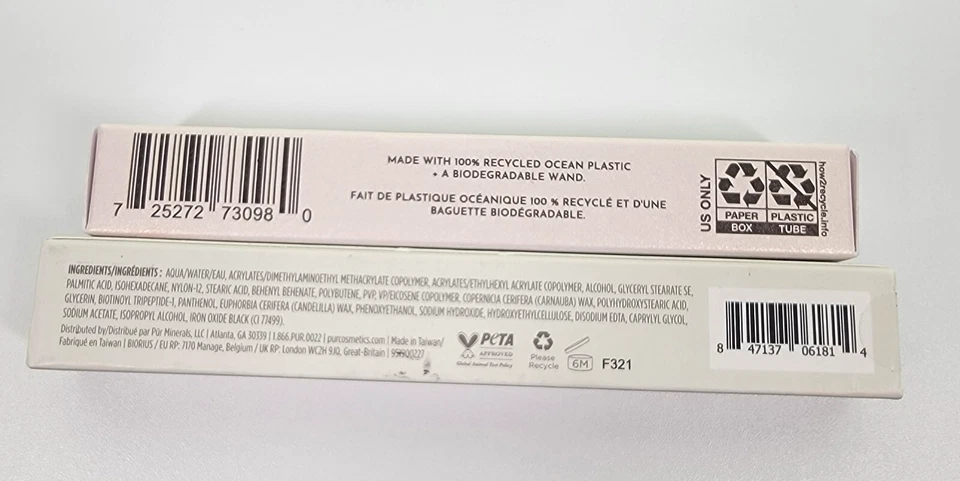 7 25272 73098 0
MADE WITH 100% RECYCLED OCEAN PLASTIC
+ A BIODEGRADABLE WAND.
FAIT DE PLASTIQUE OCÉANIQUE 100 % RECYCLÉ ET D'UNE
BAGUETTE BIODÉGRADABLE.
US ONLY
PAPER
BOX
PLASTIC
TUBE
how2recycle.info
INGREDIENTS/INGRÉDIENTS: AQUA/WATER/EAU, ACRYLATES/DIMETHYLAMINOETHYL METHACRYLATE COPOLYMER, ACRYLATES/ETHYLHEXYL ACRYLATE COPOLYMER, ALCOHOL, GLYCERYL STEARATE SE,
PALMITIC ACID, ISOHEXADECANE, NYLON-12, STEARIC ACID, BEHENYL BEHENATE, POLYBUTENE, PVP, VP/EICOSENE COPOLYMER, COPERNICIA CERIFERA (CARNAUBA) WAX, POLYHYDROXYSTEARIC ACID,
GLYCERIN, BIOTINOYL TRIPEPTIDE-1, PANTHENOL, EUPHORBIA CERIFERA (CANDELILLA) WAX, PHENOXYETHANOL, SODIUM HYDROXIDE, HYDROXYETHYLCELLULOSE, DISODIUM EDTA, CAPRYLYL GLYCOL,
SODIUM ACETATE, ISOPROPYL ALCOHOL, IRON OXIDE BLACK (CI 77499).
Distributed by/Distribué par Pür Minerals, LLC | Atlanta, GA 30339 | 1.866.PUR.0022 | purcosmetics.com | Made in Taiwan/
Fabriqué en Taiwan | BIORIUS / EU RP: 7170 Manage, Belgium / UK RP: London WC2H 9JQ, Great-Britain |
PETA
APPROVED
Global Animal Test Policy
Please
Recycle
6M
F321
8 47137 06181 4